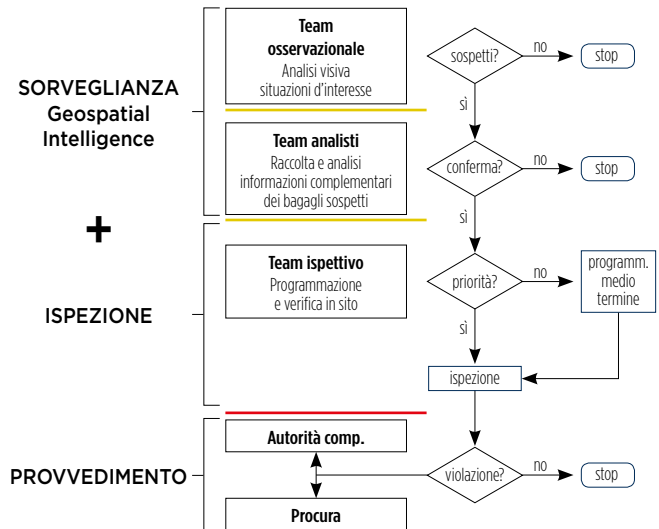 SORVEGLIANZA
Geospatial
Intelligence
+
ISPEZIONE
PROVVEDIMENTO
Team
osservazionale
Analisi visiva
situazioni d'interesse
Team analisti
Raccolta e analisi
informazioni complementari
dei bagagli sospetti
Team ispettivo
Programmazione
e verifica in sito
Autorità comp.
Procura
sospetti?
no
stop
sì
conferma?
no
stop
sì
priorità?
no
programm.
medio
termine
sì
ispezione
violazione?
no
stop